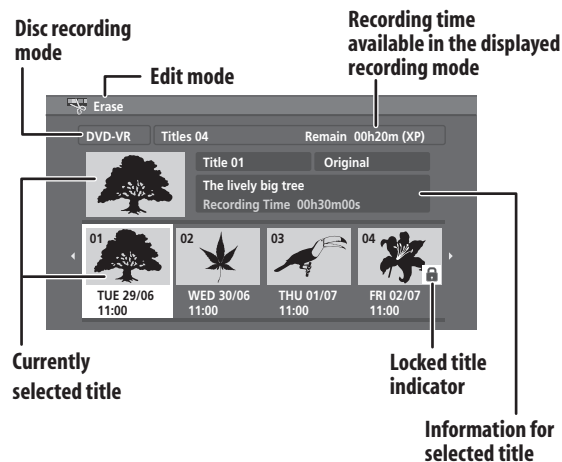 Disc recording
mode
Recording time
available in the displayed
recording mode
Edit mode
Erase
DVD-VR
Titles 04
Remain 00h20m (XP)
Title 01
Original
The lively big tree
Recording Time 00h30m00s
01
02
03
04
TUE 29/06
11:00
WED 30/06
11:00
THU 01/07
11:00
FRI 02/07
11:00
Currently
selected title
Locked title
indicator
Information for
selected title